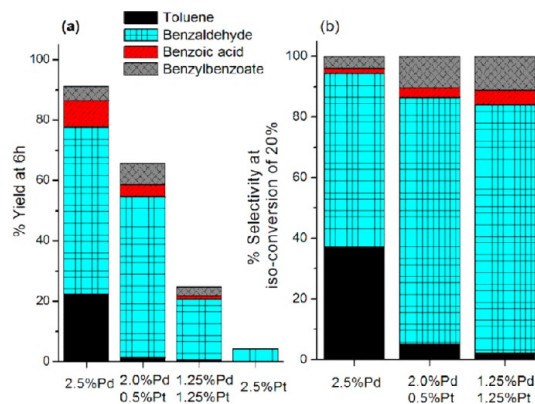 Toluene
Benzaldehyde
Benzoic acid
Benzylbenzoate
(a)
% Yield at 6h
100
80
60
40
20
0
2.5%Pd
2.0%Pd
0.5%Pt
1.25%Pd
1.25%Pt
2.5%Pt
(b)
% Selectivity at
iso-conversion of 20%
100
80
60
40
20
0
2.5%Pd
2.0%Pd
0.5%Pt
1.25%Pd
1.25%Pt